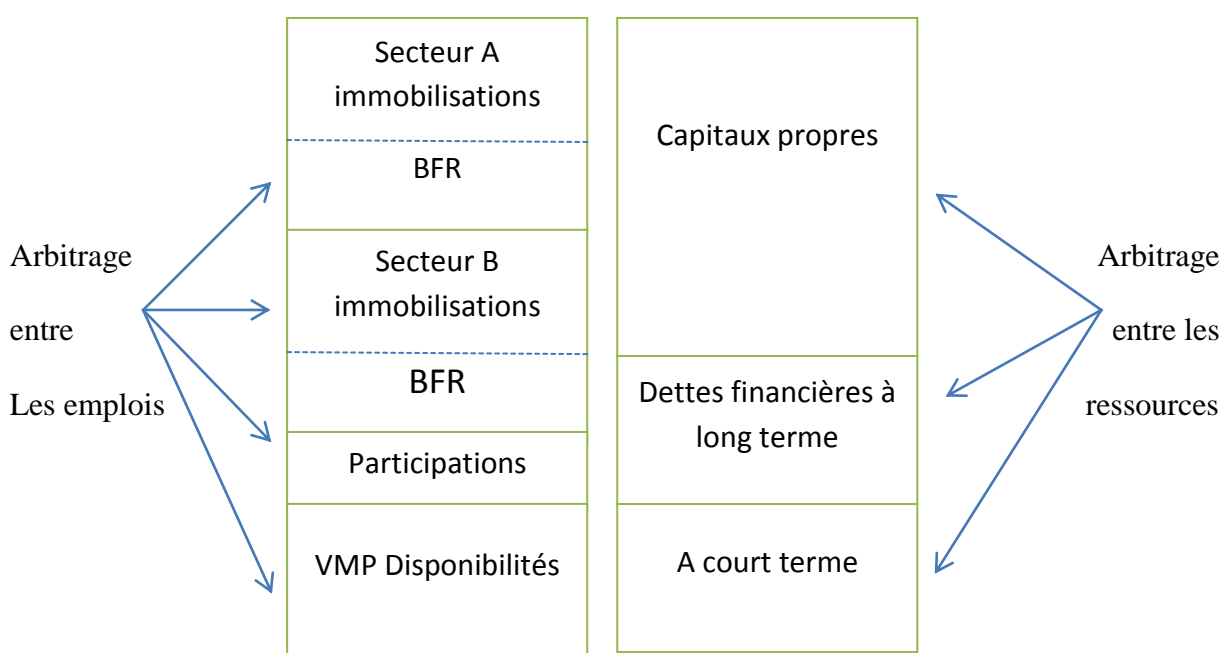 Arbitrage
entre
Les emplois
Secteur A
immobilisations
BFR
Secteur B
immobilisations
BFR
Participations
VMP Disponibilités
Capitaux propres
Dettes financières à
long terme
A court terme
Arbitrage
entre les
ressources